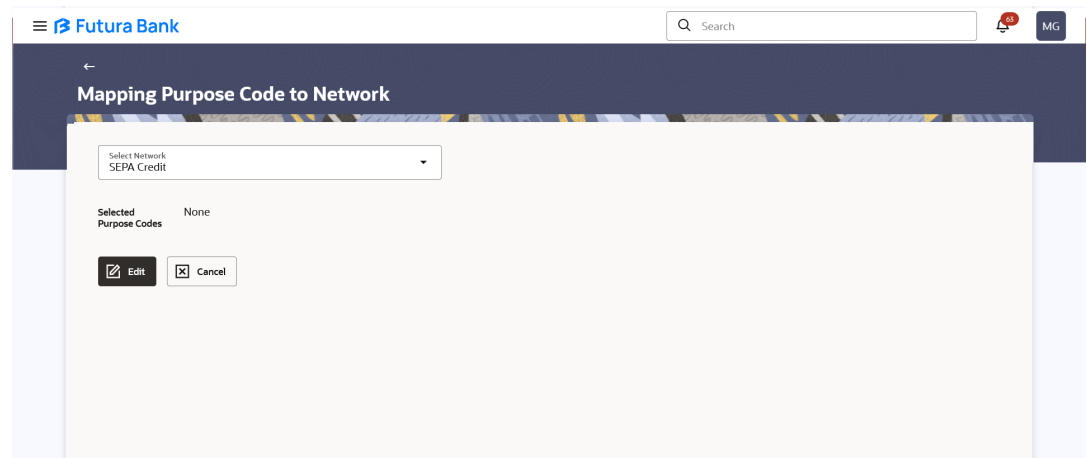 Futura Bank
Search
63
MG
Mapping Purpose Code to Network
Select Network
SEPA Credit
Selected
Purpose Codes
None
Edit
Cancel